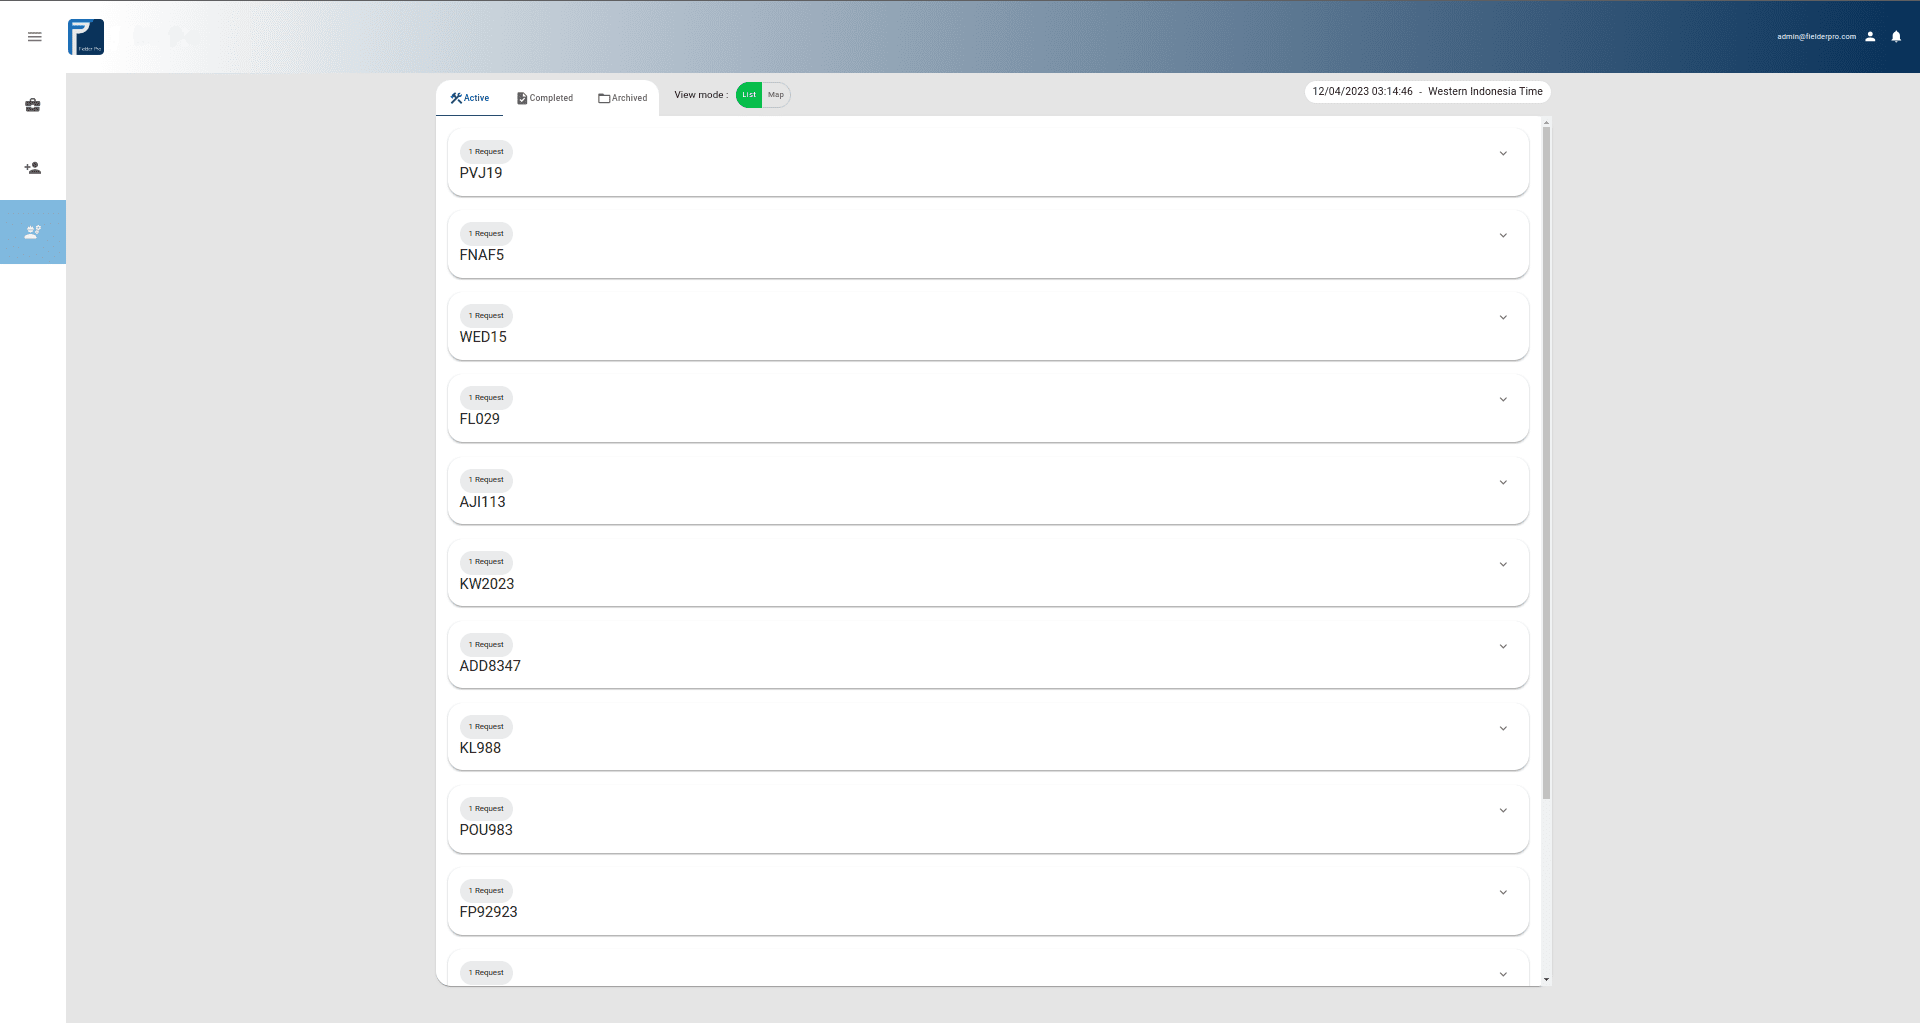 Fielder Pro
admin@fielderpro.com
Active
Completed
Archived
View mode :
List
Map
12/04/2023 03:14:46 - Western Indonesia Time
1 Request
PVJ19
1 Request
FNAF5
1 Request
WED15
1 Request
FL029
1 Request
AJI113
1 Request
KW2023
1 Request
ADD8347
1 Request
KL988
1 Request
POU983
1 Request
FP92923
1 Request